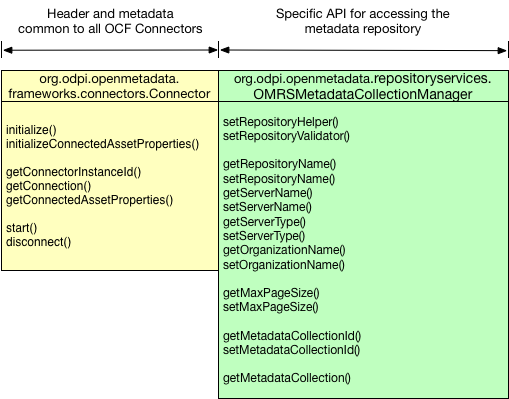 Header and metadata
common to all OCF Connectors
Specific API for accessing the
metadata repository
org.odpi.openmetadata.
frameworks.connectors.Connector
initialize()
initializeConnectedAssetProperties()
getConnectorInstanceId()
getConnection()
getConnectedAssetProperties()
start()
disconnect()
org.odpi.openmetadata.repositoryservices.
OMRSMetadataCollectionManager
setRepositoryHelper()
setRepositoryValidator()
getRepositoryName()
setRepositoryName()
getServerName()
setServerName()
getServerType()
setServerType()
getOrganizationName()
setOrganizationName()
getMaxPageSize()
setMaxPageSize()
getMetadataCollectionId()
setMetadataCollectionId()
getMetadataCollection()